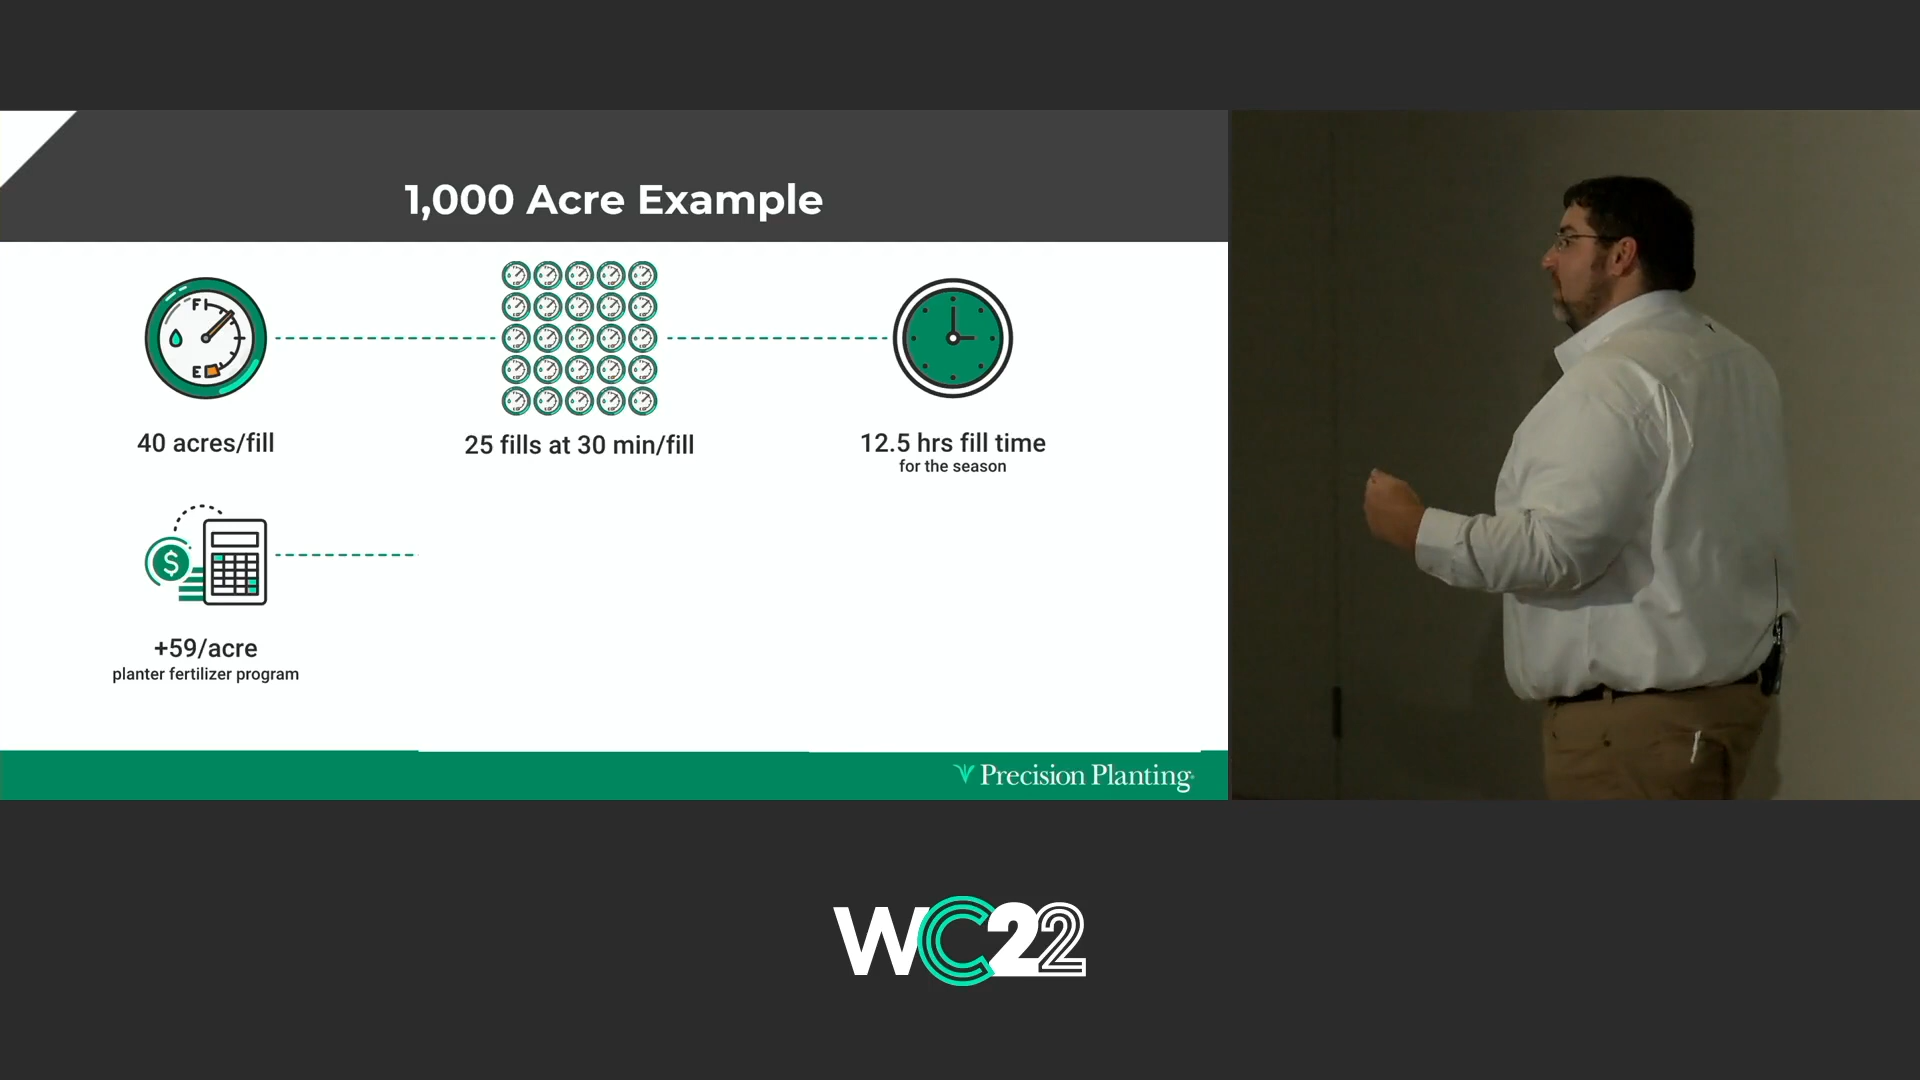 1,000 Acre Example
F
E
40 acres/fill
25 fills at 30 min/fill
12.5 hrs fill time
for the season
$
+59/acre
planter fertilizer program
Precision Planting
WC22